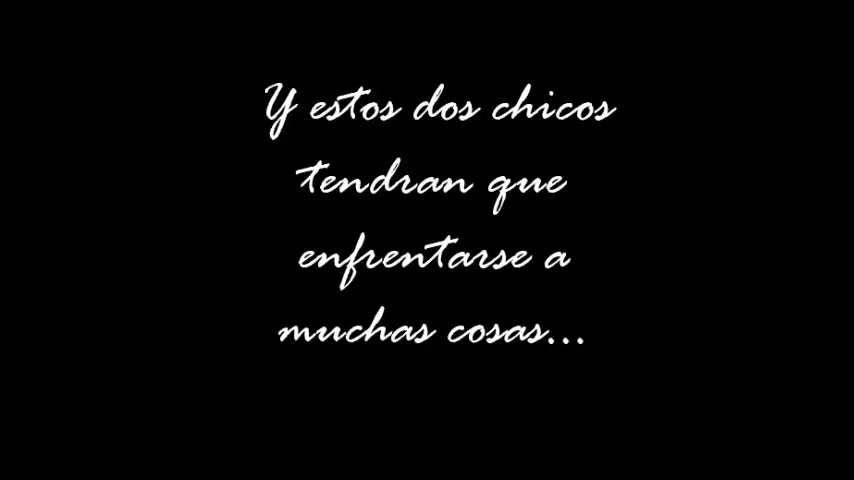 Y estos dos chicos
tendran que
enfrentarse a
muchas cosas...